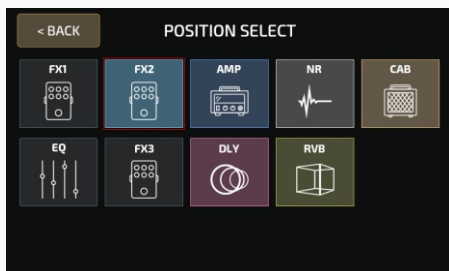 < BACK
POSITION SELECT
FX1
FX2
AMP
NR
CAB
EQ
FX3
DLY
RVB